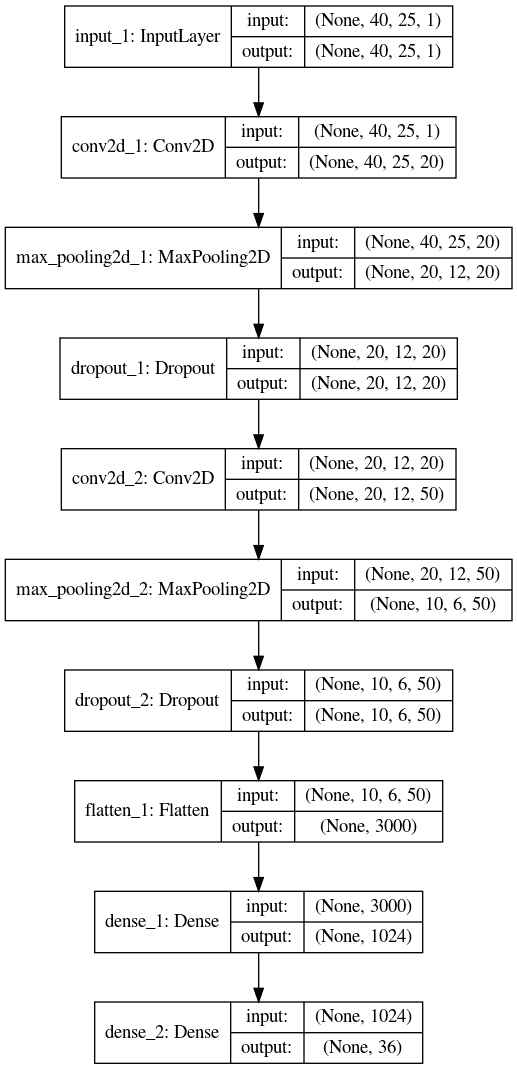 input_1: InputLayer
input: (None, 40, 25, 1)
output: (None, 40, 25, 1)
conv2d_1: Conv2D
input: (None, 40, 25, 1)
output: (None, 40, 25, 20)
max_pooling2d_1: MaxPooling2D
input: (None, 40, 25, 20)
output: (None, 20, 12, 20)
dropout_1: Dropout
input: (None, 20, 12, 20)
output: (None, 20, 12, 20)
conv2d_2: Conv2D
input: (None, 20, 12, 20)
output: (None, 20, 12, 50)
max_pooling2d_2: MaxPooling2D
input: (None, 20, 12, 50)
output: (None, 10, 6, 50)
dropout_2: Dropout
input: (None, 10, 6, 50)
output: (None, 10, 6, 50)
flatten_1: Flatten
input: (None, 10, 6, 50)
output: (None, 3000)
dense_1: Dense
input: (None, 3000)
output: (None, 1024)
dense_2: Dense
input: (None, 1024)
output: (None, 36)